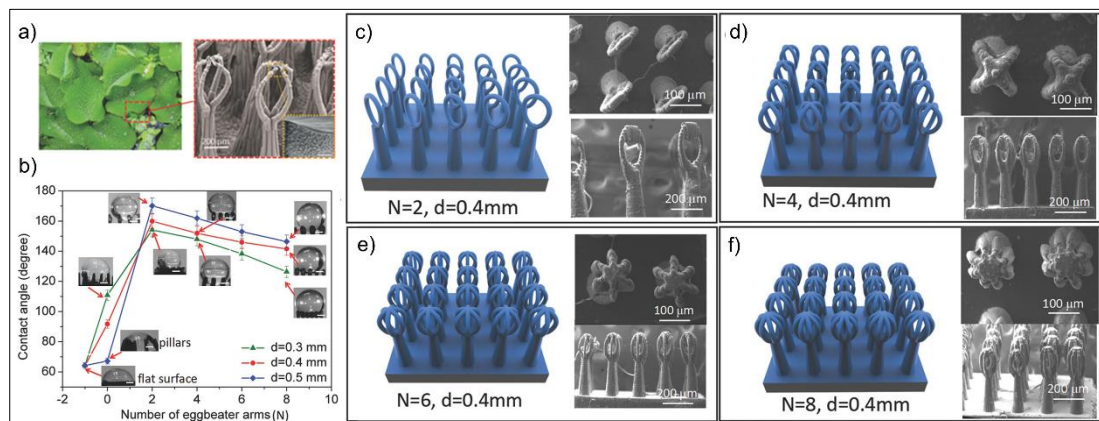 a)
200 μm
b)
Contact angle (degree)
180
160
140
120
100
80
60
pillars
flat surface
d=0.3 mm
d=0.4 mm
d=0.5 mm
-2 0 2 4 6 8 10
Number of eggbeater arms (N)
c)
100 μm
200 μm
N=2, d=0.4mm
d)
100 μm
200 μm
N=4, d=0.4mm
e)
100 μm
200 μm
N=6, d=0.4mm
f)
100 μm
200 μm
N=8, d=0.4mm